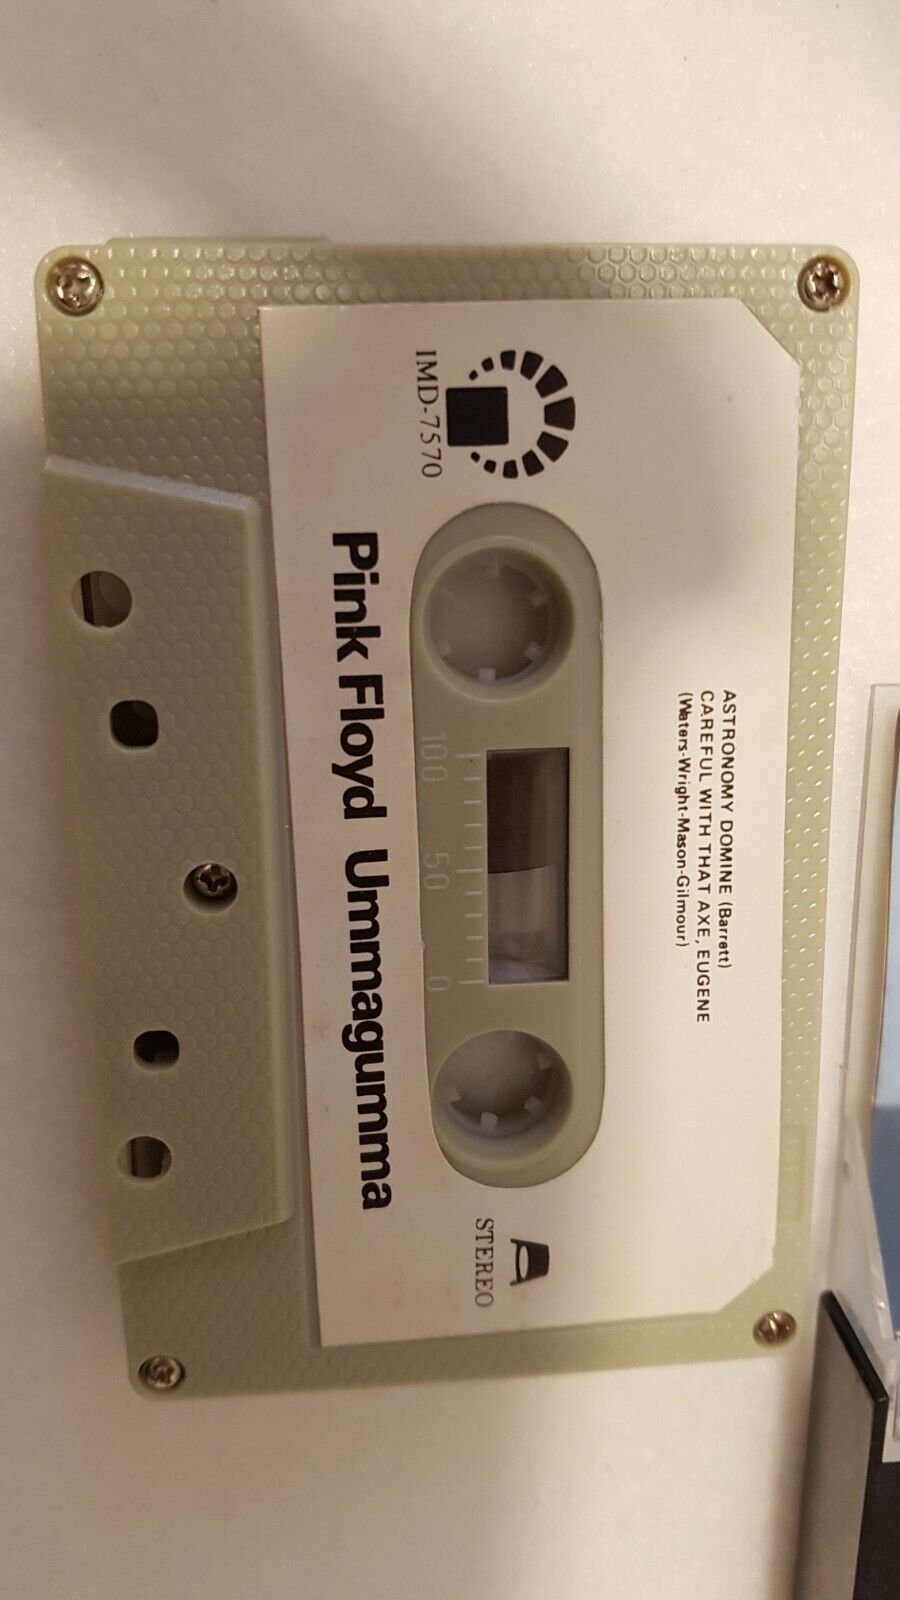 ASTRONOMY DOMINE (Barrett)
CAREFUL WITH THAT AXE, EUGENE
(Waters-Wright-Mason-Gilmour)
IMD-7570
100 50 0
A
STEREO
Pink Floyd Ummagumma